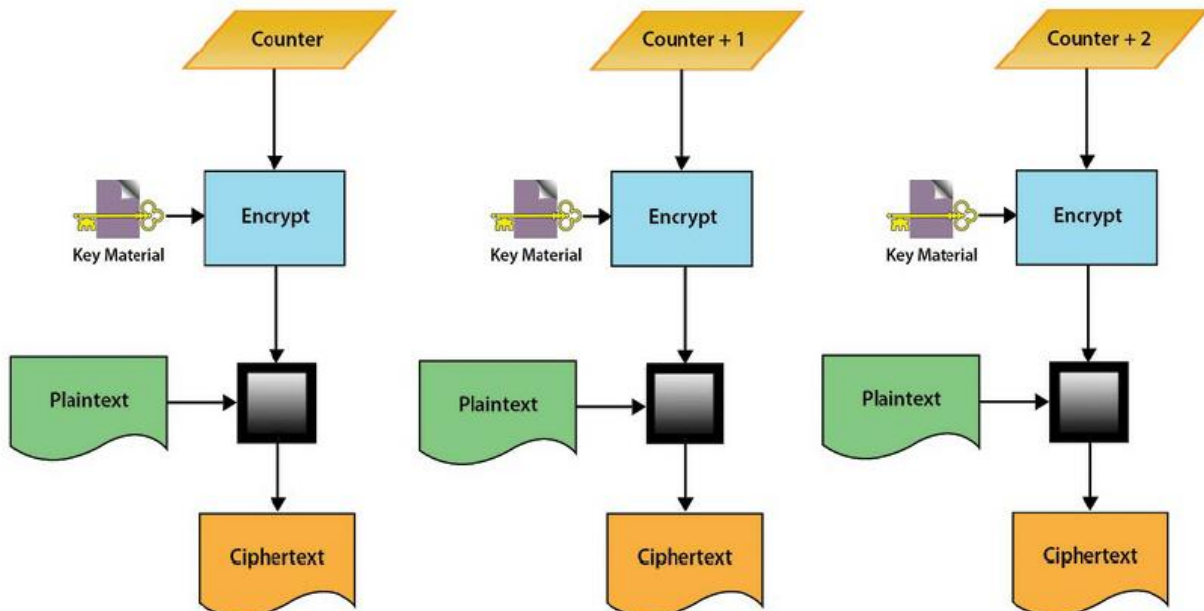 Counter
Counter + 1
Counter + 2
Encrypt
Encrypt
Encrypt
Key Material
Key Material
Key Material
Plaintext
Plaintext
Plaintext
Ciphertext
Ciphertext
Ciphertext